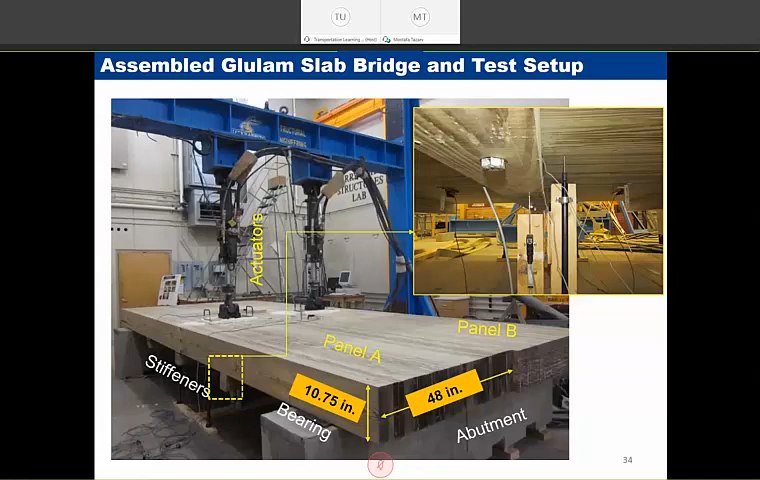 TU
MT
Transportation Learning ... (Host)
Mostafa Tazarv
Assembled Glulam Slab Bridge and Test Setup
STRUCTURES
LAB
Actuators
Panel B
Panel A
Stiffeners
10.75 in.
48 in.
Bearing
Abutment
34